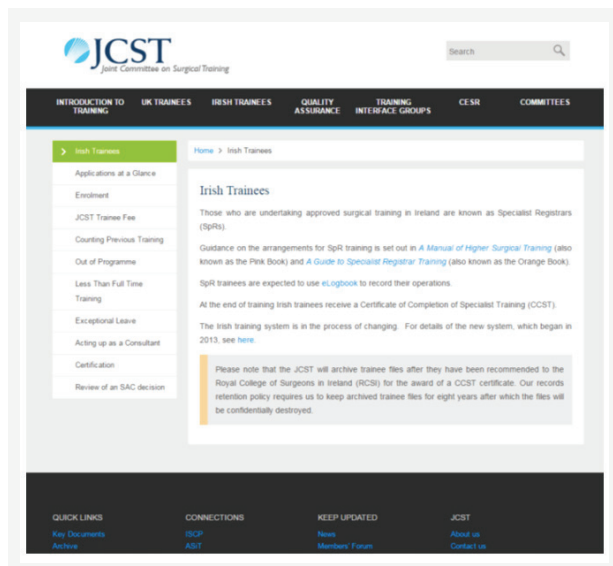 JCST
Joint Committee on Surgical Training
Search
INTRODUCTION TO TRAINING
UK TRAINEES
IRISH TRAINEES
QUALITY ASSURANCE
TRAINING INTERFACE GROUPS
CESR
COMMITTEES
Irish Trainees
Applications at a Glance
Enrolment
JCST Trainee Fee
Counting Previous Training
Out of Programme
Less Than Full Time
Training
Exceptional Leave
Acting up as a Consultant
Certification
Review of an SAC decision
Home > Irish Trainees
Irish Trainees
Those who are undertaking approved surgical training in Ireland are known as Specialist Registrars
(SpRs).
Guidance on the arrangements for SpR training is set out in A Manual of Higher Surgical Training (also
known as the Pink Book) and A Guide to Specialist Registrar Training (also known as the Orange Book).
SpR trainees are expected to use eLogbook to record their operations.
At the end of training Irish trainees receive a Certificate of Completion of Specialist Training (CCST).
The Irish training system is in the process of changing. For details of the new system, which began in
2013, see here.
Please note that the JCST will archive trainee files after they have been recommended to the
Royal College of Surgeons in Ireland (RCSI) for the award of a CCST certificate. Our records
retention policy requires us to keep archived trainee files for eight years after which the files will
be confidentially destroyed.
QUICK LINKS
Key Documents
Archive
CONNECTIONS
ISCP
ASiT
KEEP UPDATED
News
Members' Forum
JCST
About us
Contact us